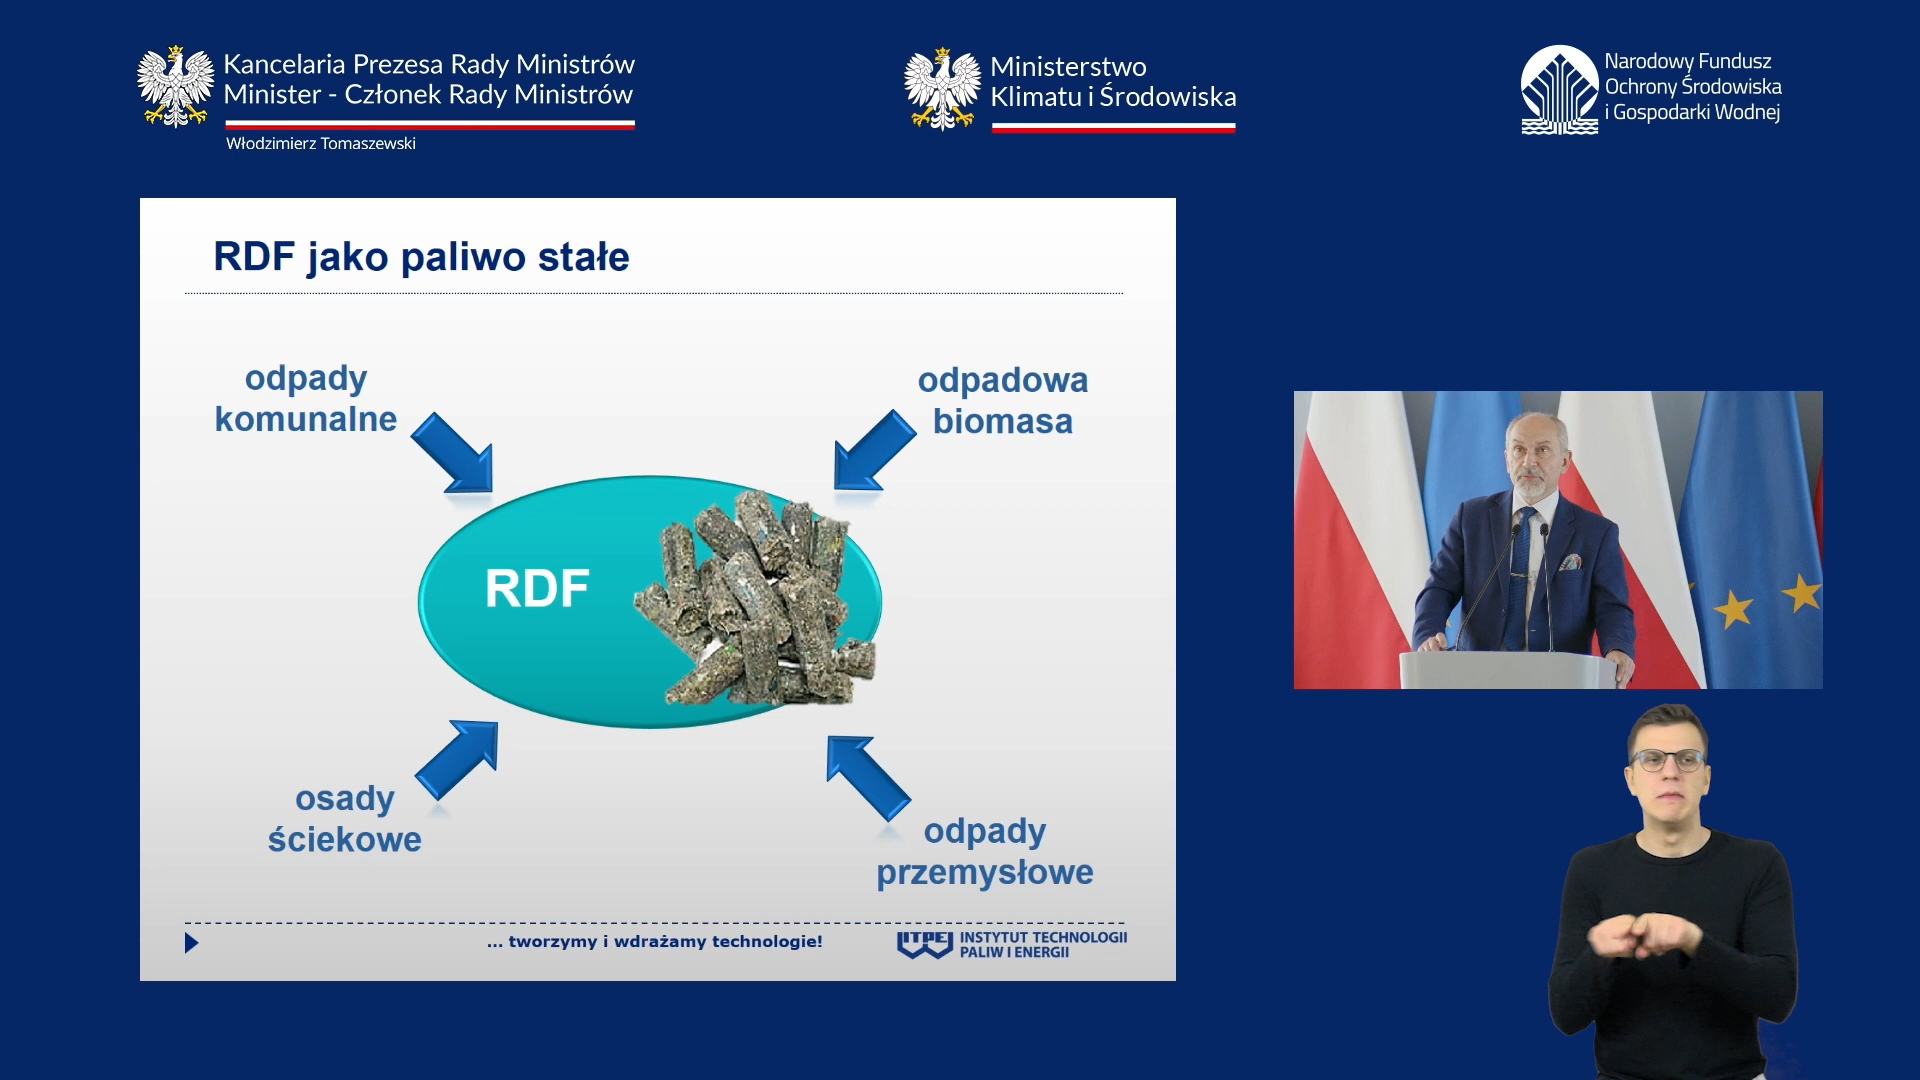 Kancelaria Prezesa Rady Ministrów
Minister - Członek Rady Ministrów
Włodzimierz Tomaszewski
Ministerstwo
Klimatu i Środowiska
Narodowy Fundusz
Ochrony Środowiska
i Gospodarki Wodnej
RDF jako paliwo stałe
odpady
komunalne
odpadowa
biomasa
RDF
osady
ściekowe
odpady
przemysłowe
... tworzymy i wdrażamy technologie!
ITPE
INSTYTUT TECHNOLOGII
PALIW I ENERGII